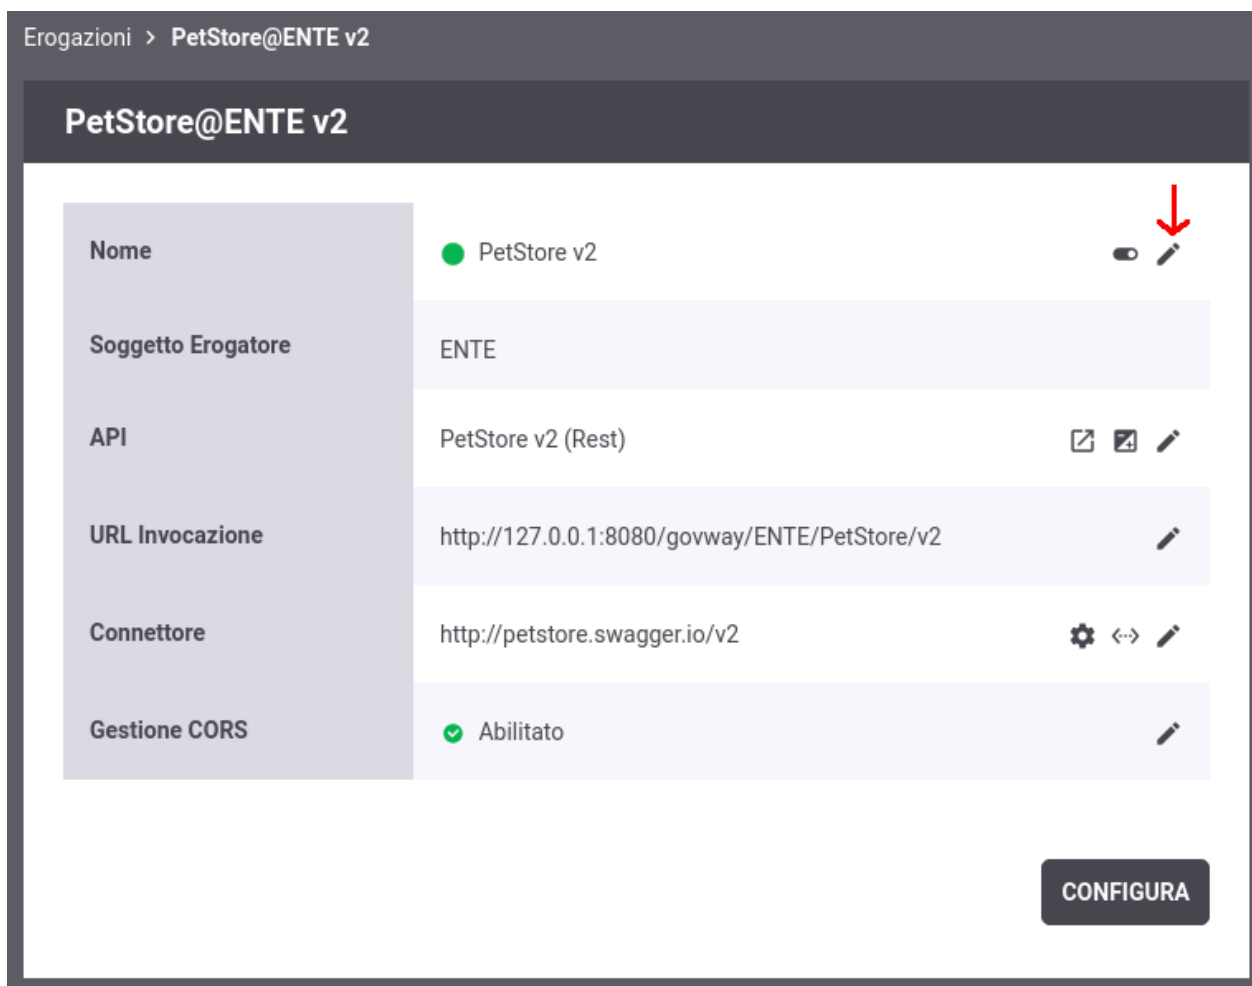 Erogazioni > PetStore@ENTE v2
PetStore@ENTE v2
Nome
PetStore v2
Soggetto Erogatore
ENTE
API
PetStore v2 (Rest)
URL Invocazione
http://127.0.0.1:8080/govway/ENTE/PetStore/v2
Connettore
http://petstore.swagger.io/v2
Gestione CORS
Abilitato
CONFIGURA